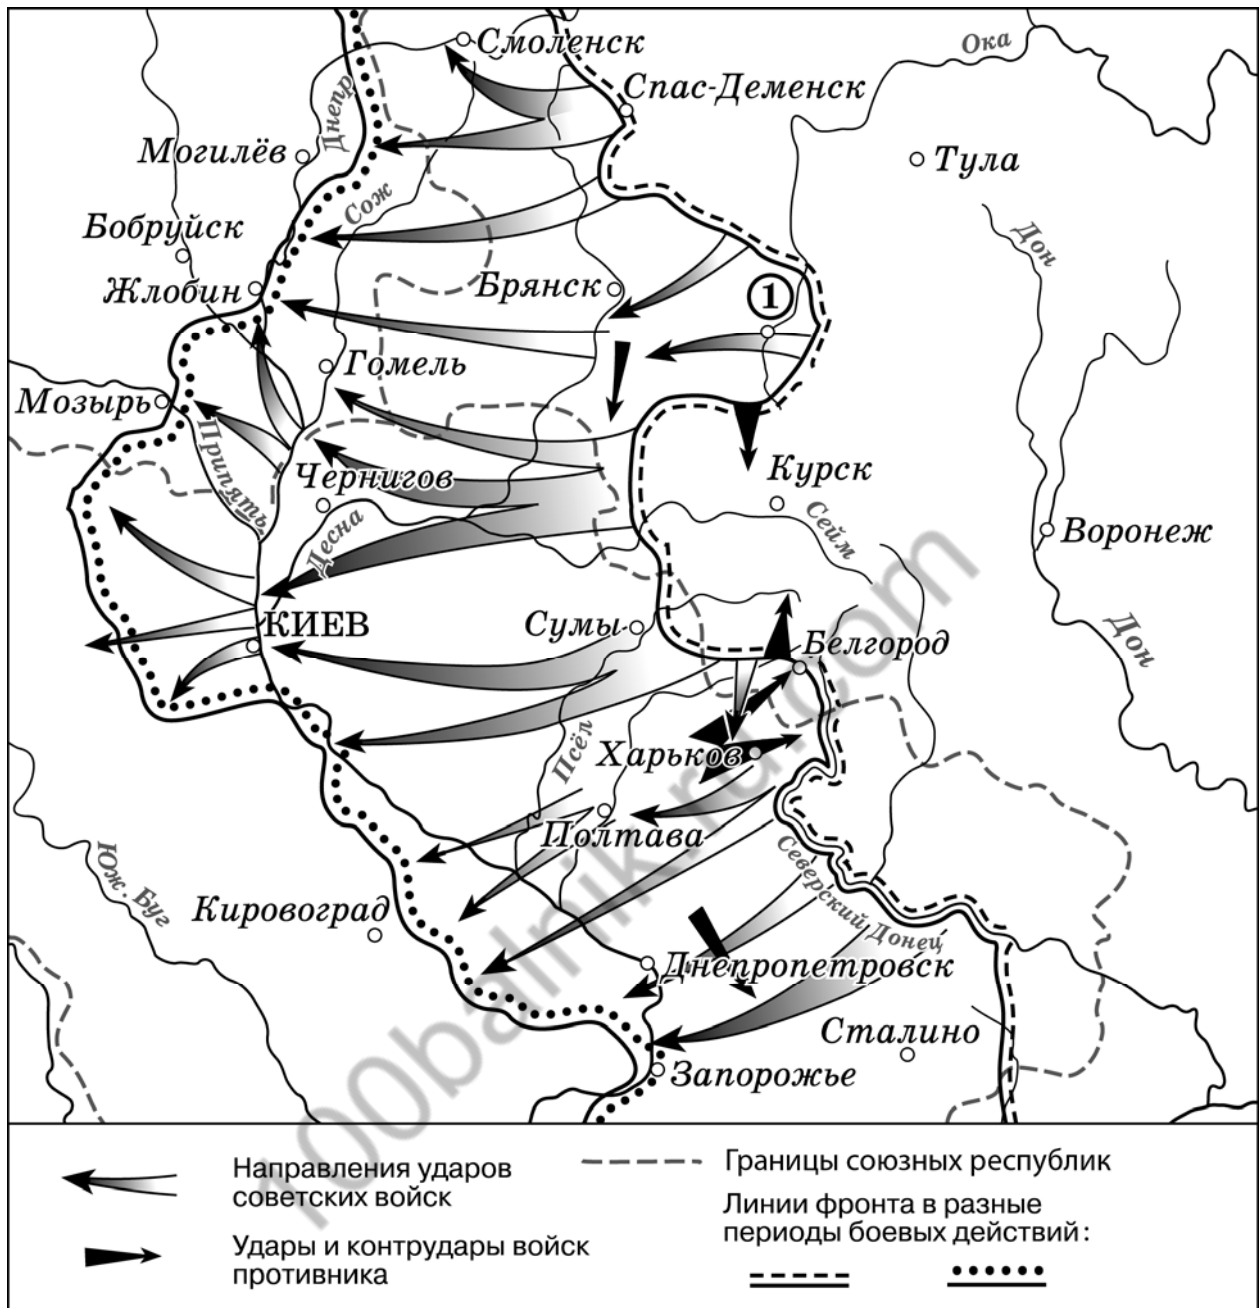 Смоленск
Ока
Спас-Деменск
Днепр
Могилёв
Тула
Сож
Бобруйск
Дон
Жлобин
Брянск
1
Гомель
Мозырь
Припять
Чернигов
Курск
Десна
Сейм
Воронеж
КИЕВ
Сумы
Белгород
Дон
Псёл
Харьков
Полтава
Северский Донец
Юж. Буг
Кировоград
Днепропетровск
Сталино
Запорожье
100balnik.ru.com
Направления ударов
советских войск
Удары и контрудары войск
противника
Границы союзных республик
Линии фронта в разные
периоды боевых действий: